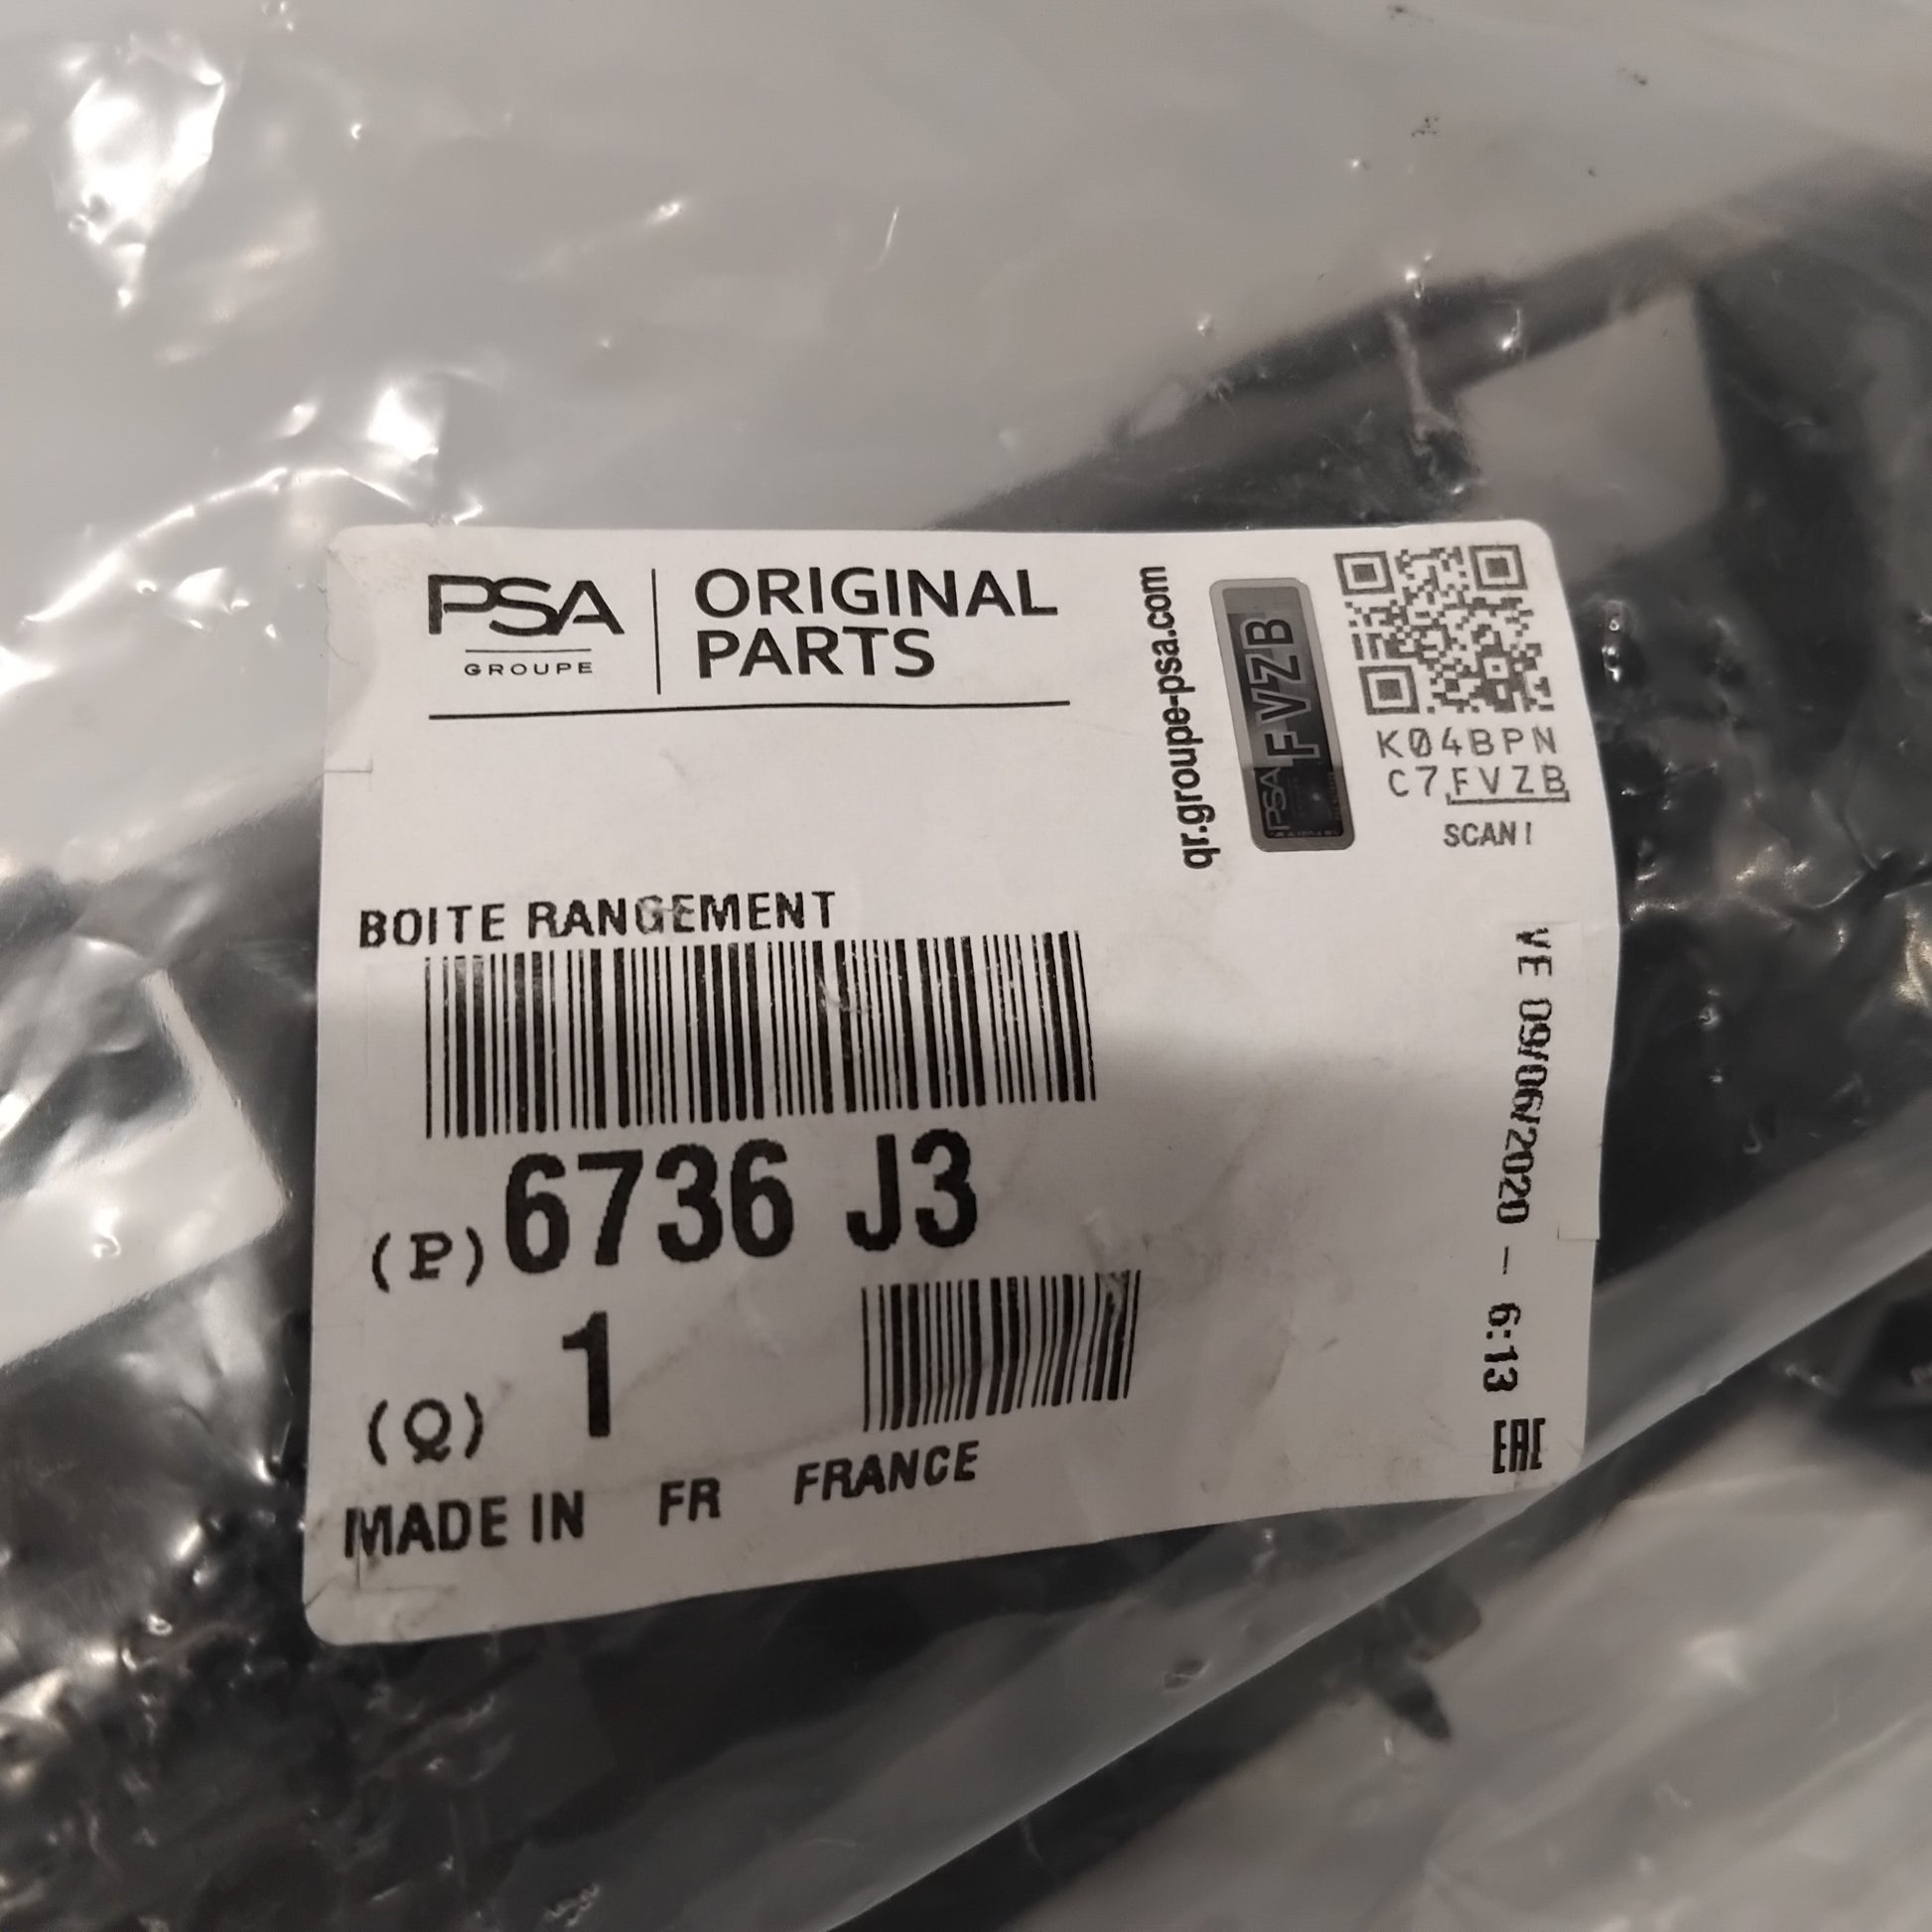 PSA
GROUPE
ORIGINAL
PARTS
qr.groupe-psa.com
PSA FVZB
K04BPN
C7FVZB
SCAN!
BOITE RANGEMENT
(P) 6736 J3
(Q) 1
MADE IN FR FRANCE
VE 09/06/2020 - 6:13
EAC